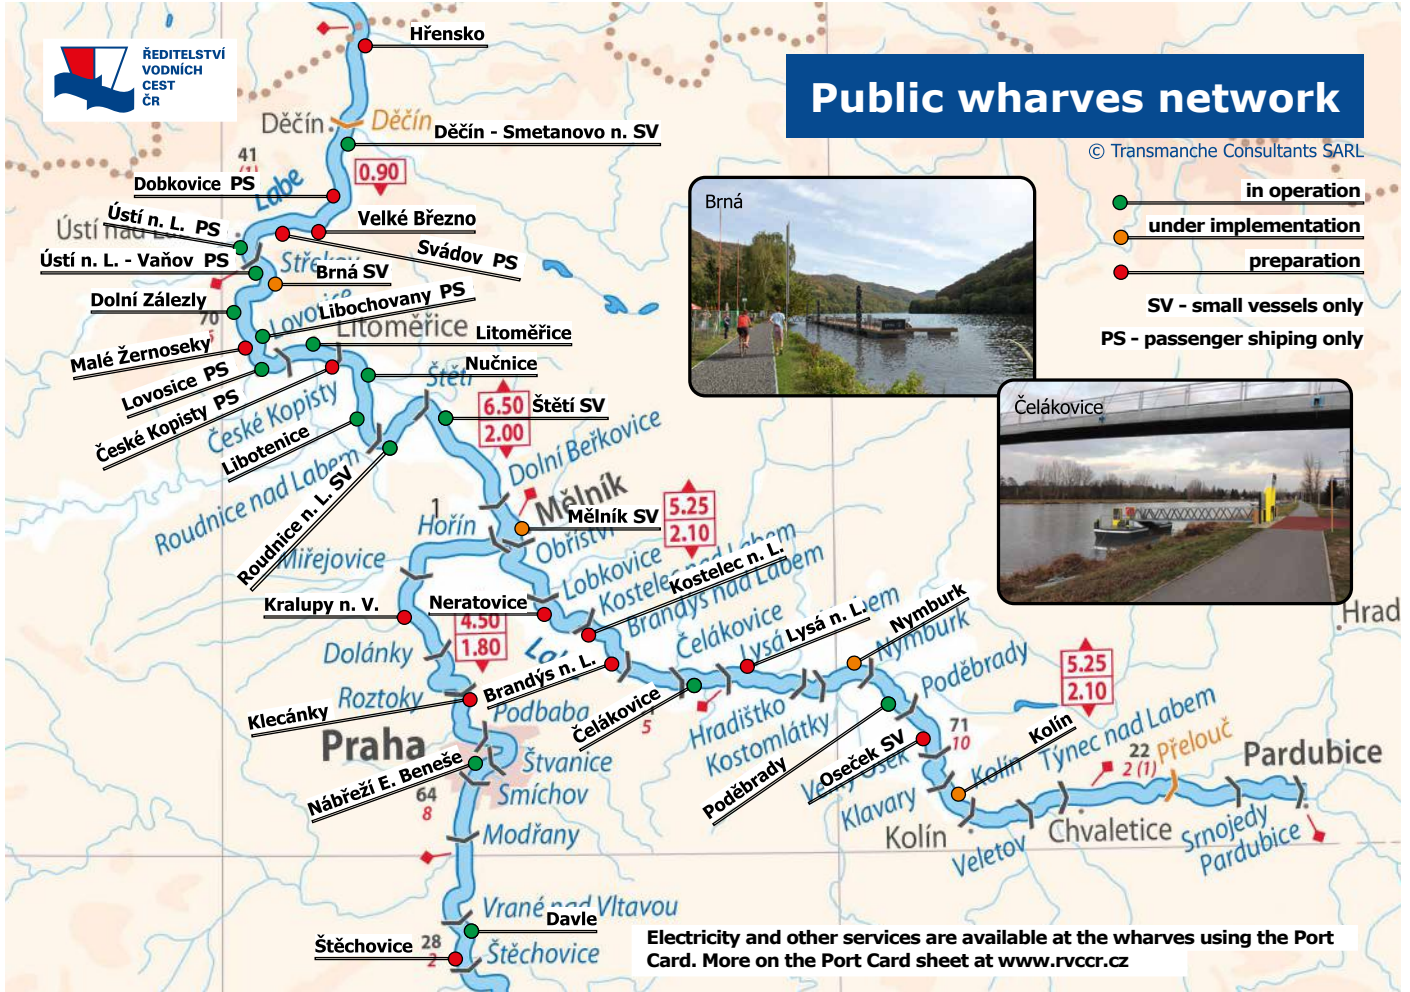 ŘEDITELSTVÍ
VODNÍCH
CEST
ČR
Public wharves network
© Transmanche Consultants SARL
in operation
under implementation
preparation
SV - small vessels only
PS - passenger shiping only
Brná
Čelákovice
Hřensko
Děčín
Děčín
Děčín - Smetanovo n. SV
41
(1)
0.90
Labe
Dobkovice PS
Velké Březno
Svádov PS
Ústí n. L. PS
Ústí n. L. - Vaňov PS
Brná SV
Dolní Zálezly
70
Libochovany PS
Litoměřice
Litoměřice
Malé Žernoseky
Lovosice PS
České Kopisty PS
České Kopisty
Nučnice
Štětí
Štětí SV
6.50
2.00
Libotenice
Roudnice nad Labem
Roudnice n. L. SV
Dolní Beřkovice
1
Mělník
Mělník SV
Hořín
Obříství
5.25
2.10
Miřejovice
Lobkovice
Kostelec n. L.
Brandýs nad Labem
Kralupy n. V.
Neratovice
4.50
1.80
Dolánky
Čelákovice
Lysá
Lysá n. L.
Nymburk
Nymburk
Roztoky
Brandýs n. L.
Klecánky
Podbaba
Čelákovice
5
Hradištko
Kostomlátky
Poděbrady
Poděbrady
5.25
2.10
Hrad
Praha
Štvanice
Nábřeží E. Beneše
Smíchov
64
8
Modřany
Oseček SV
71
10
Kolín
Kolín
Klavary
Kolín
Týnec nad Labem
22
2 (1)
Přelouč
Pardubice
Veletov
Chvaletice
Srnojedy
Pardubice
Vrané nad Vltavou
Davle
Štěchovice
28
2
Štěchovice
Electricity and other services are available at the wharves using the Port
Card. More on the Port Card sheet at www.rvccr.cz